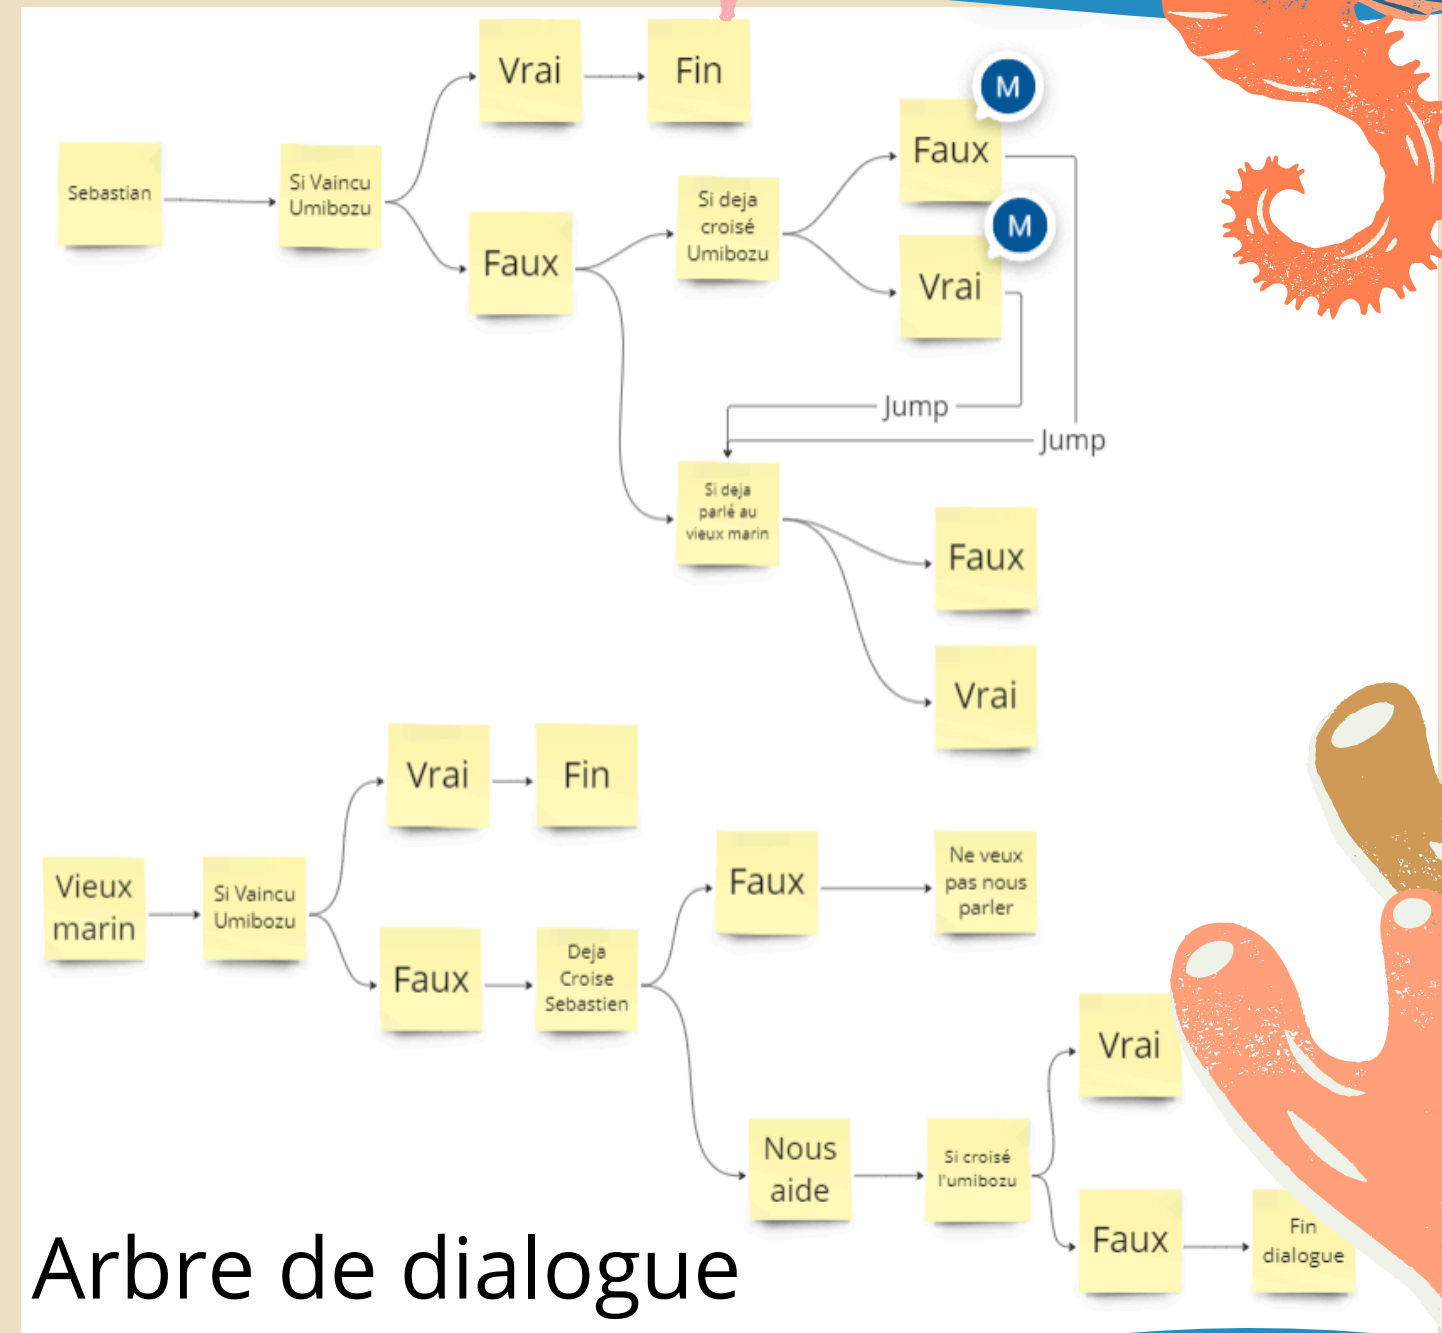 Sebastian
Si Vaincu
Umibozu
Vrai
Fin
Faux
Si deja
croisé
Umibozu
Faux
M
Vrai
M
Jump
Jump
Si deja
parlé au
vieux marin
Faux
Vrai
Vieux
marin
Si Vaincu
Umibozu
Vrai
Fin
Faux
Deja
Croise
Sebastien
Faux
Ne veux
pas nous
parler
Nous
aide
Si croisé
l'umibozu
Vrai
Faux
Fin
dialogue
Arbre de dialogue